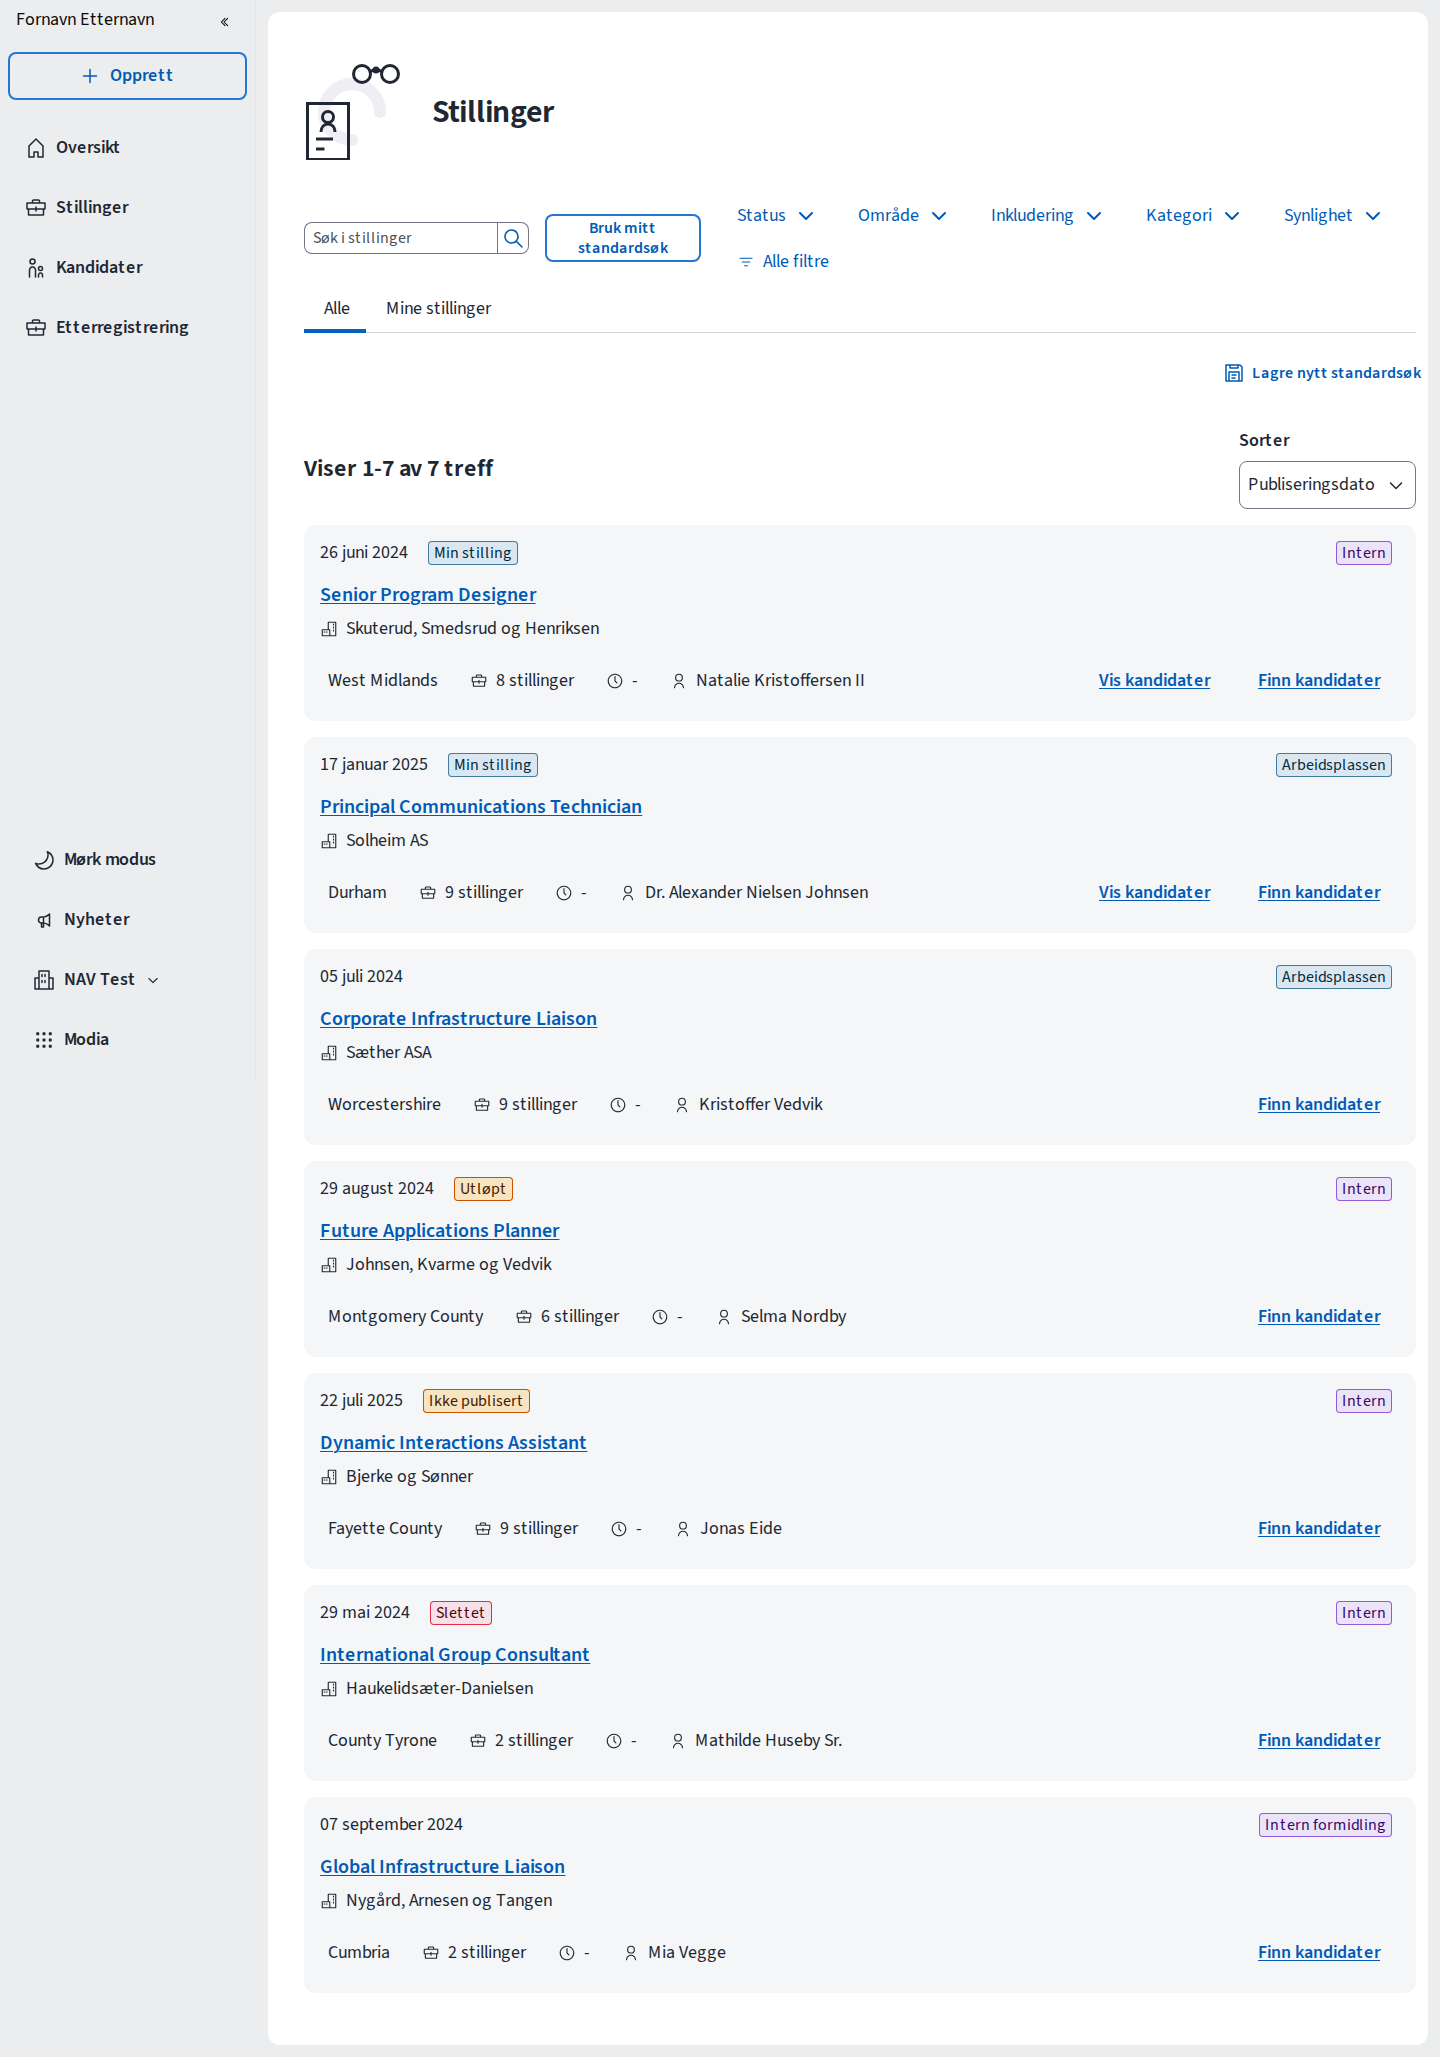 Fornavn Etternavn
Opprett
Oversikt
Stillinger
Kandidater
Etterregistrering
Mørk modus
Nyheter
NAV Test
Modia
Stillinger
Søk i stillinger
Bruk mitt
standardsøk
Status Område Inkludering Kategori Synlighet
Alle filtre
Alle Mine stillinger
Lagre nytt standardsøk
Sorter
Viser 1-7 av 7 treff
Publiseringsdato
26 juni 2024 Min stilling Intern
Senior Program Designer
Skuterud, Smedsrud og Henriksen
West Midlands 8 stillinger - Natalie Kristoffersen II Vis kandidater Finn kandidater
17 januar 2025 Min stilling Arbeidsplassen
Principal Communications Technician
Solheim AS
Durham 9 stillinger - Dr. Alexander Nielsen Johnsen Vis kandidater Finn kandidater
05 juli 2024 Arbeidsplassen
Corporate Infrastructure Liaison
Sæther ASA
Worcestershire 9 stillinger - Kristoffer Vedvik Finn kandidater
29 august 2024 Utløpt Intern
Future Applications Planner
Johnsen, Kvarme og Vedvik
Montgomery County 6 stillinger - Selma Nordby Finn kandidater
22 juli 2025 Ikke publisert Intern
Dynamic Interactions Assistant
Bjerke og Sønner
Fayette County 9 stillinger - Jonas Eide Finn kandidater
29 mai 2024 Slettet Intern
International Group Consultant
Haukelidsæter-Danielsen
County Tyrone 2 stillinger - Mathilde Huseby Sr. Finn kandidater
07 september 2024 Intern formidling
Global Infrastructure Liaison
Nygård, Arnesen og Tangen
Cumbria 2 stillinger - Mia Vegge Finn kandidater